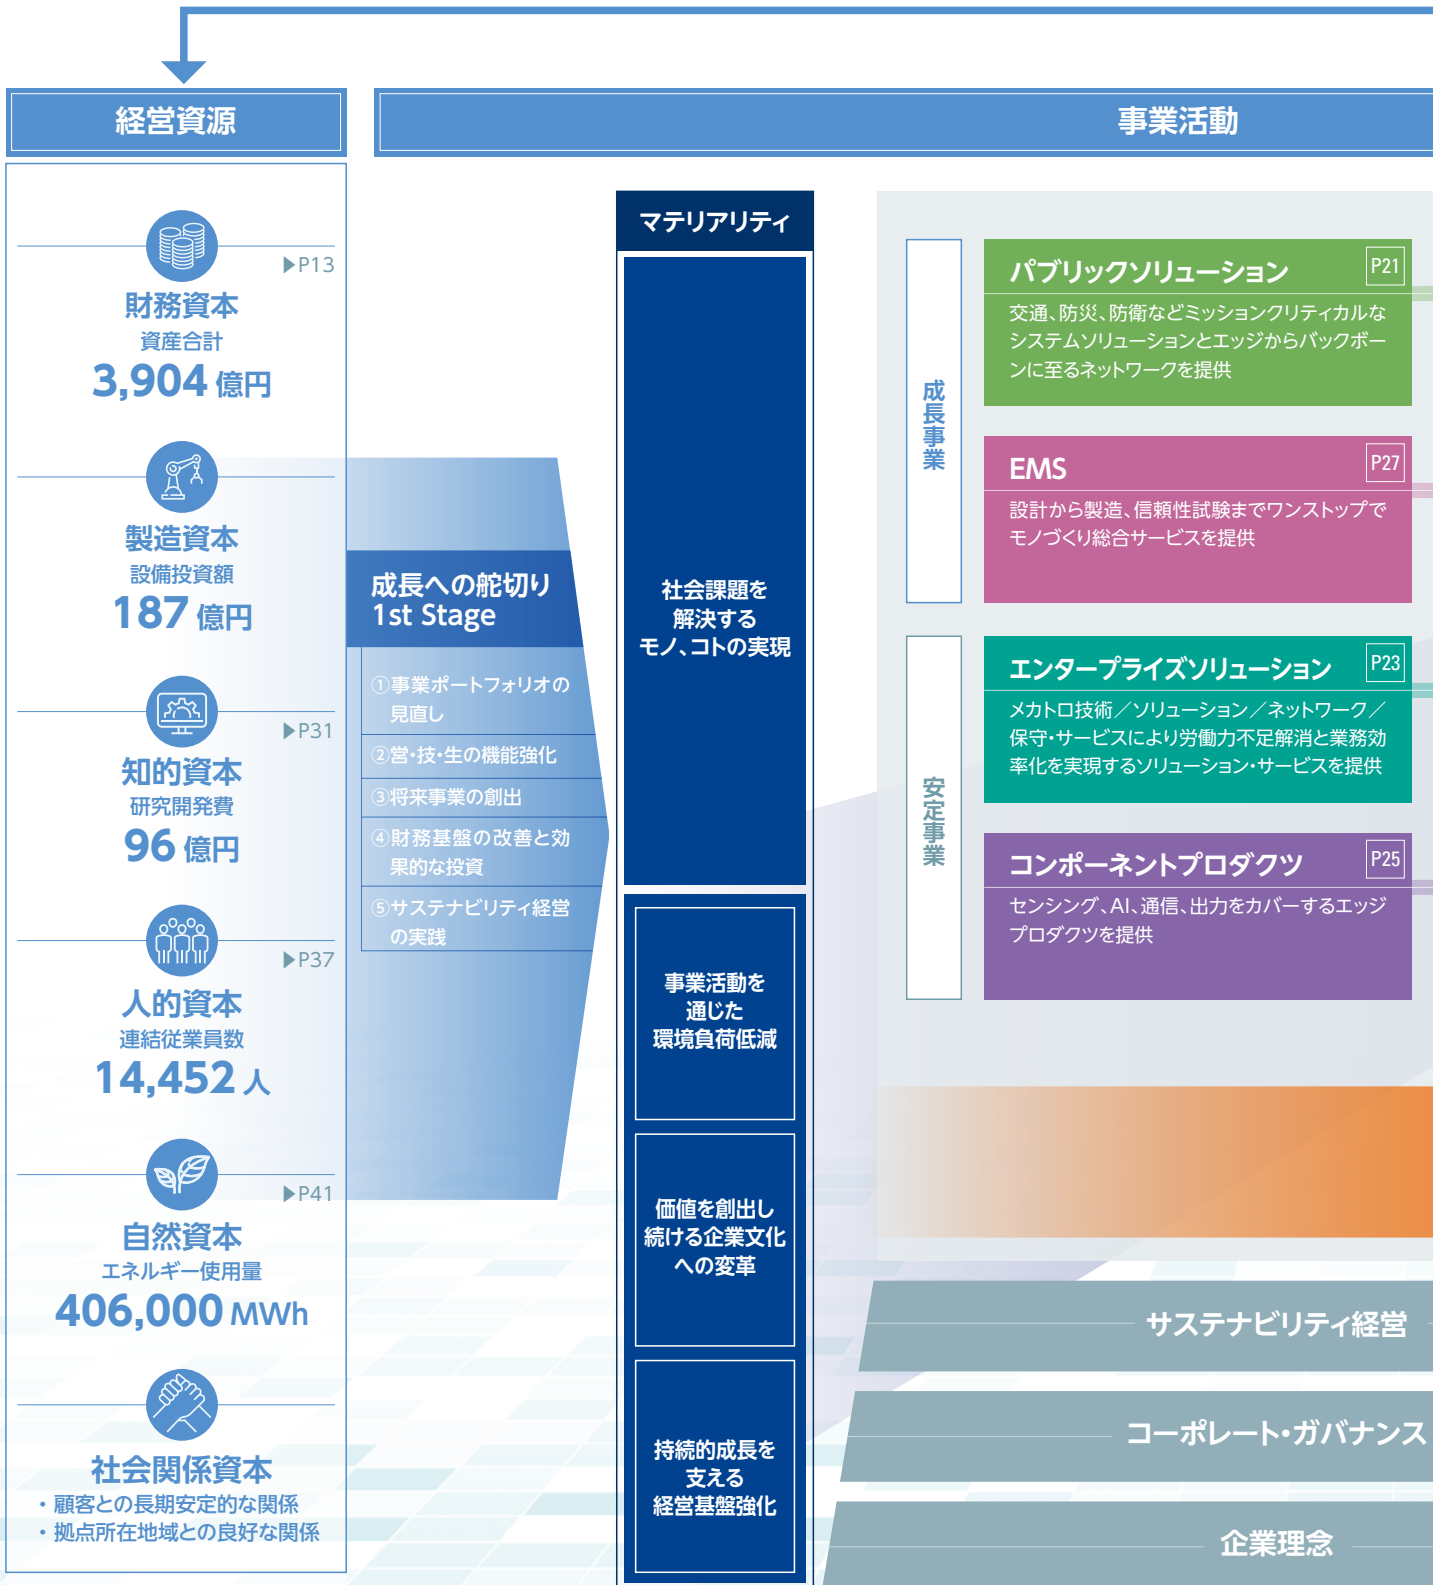 経営資源
▶P13
財務資本
資産合計
3,904 億円
製造資本
設備投資額
187 億円
▶P31
知的資本
研究開発費
96 億円
▶P37
人的資本
連結従業員数
14,452 人
▶P41
自然資本
エネルギー使用量
406,000 MWh
社会関係資本
・顧客との長期安定的な関係
・拠点所在地域との良好な関係
事業活動
成長への舵切り
1st Stage
①事業ポートフォリオの
見直し
②営・技・生の機能強化
③将来事業の創出
④財務基盤の改善と効
果的な投資
⑤サステナビリティ経営
の実践
マテリアリティ
社会課題を
解決する
モノ、コトの実現
事業活動を
通じた
環境負荷低減
価値を創出し
続ける企業文化
への変革
持続的成長を
支える
経営基盤強化
成長事業
パブリックソリューション P21
交通、防災、防衛などミッションクリティカルな
システムソリューションとエッジからバックボー
ンに至るネットワークを提供
EMS P27
設計から製造、信頼性試験までワンストップで
モノづくり総合サービスを提供
安定事業
エンタープライズソリューション P23
メカトロ技術／ソリューション／ネットワーク／
保守・サービスにより労働力不足解消と業務効
率化を実現するソリューション・サービスを提供
コンポーネントプロダクツ P25
センシング、AI、通信、出力をカバーするエッジ
プロダクツを提供
サステナビリティ経営
コーポレート・ガバナンス
企業理念